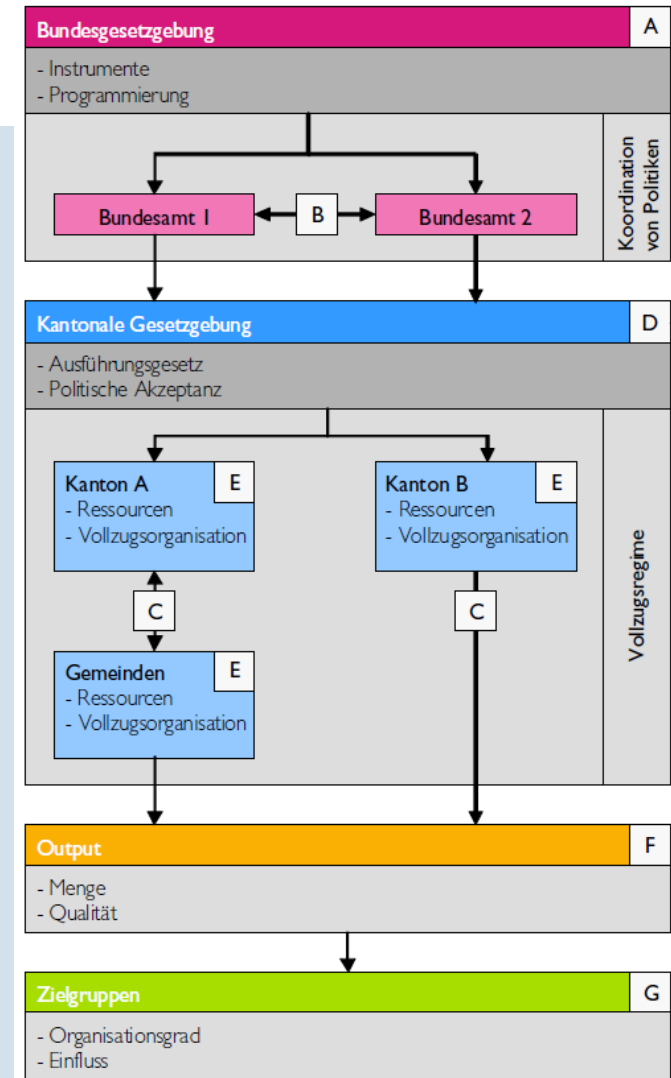 Bundesgesetzgebung A
- Instrumente
- Programmierung
Koordination
von Politiken
Bundesamt 1 B Bundesamt 2
Kantonale Gesetzgebung D
- Ausführungsgesetz
- Politische Akzeptanz
Kanton A E
- Ressourcen
- Vollzugsorganisation
Kanton B E
- Ressourcen
- Vollzugsorganisation
Vollzugsregime
C C
Gemeinden E
- Ressourcen
- Vollzugsorganisation
Output F
- Menge
- Qualität
Zielgruppen G
- Organisationsgrad
- Einfluss